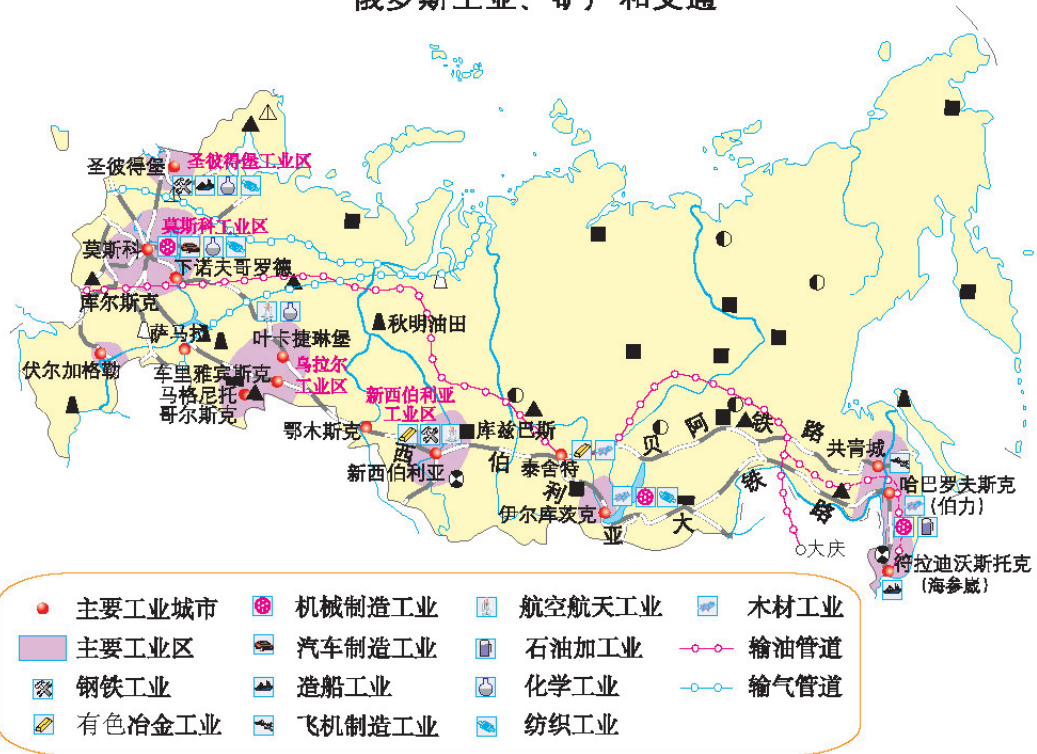 俄罗斯工业、矿产和交通
圣彼得堡
圣彼得堡工业区
莫斯科工业区
莫斯科
下诺夫哥罗德
库尔斯克
萨马拉
叶卡捷琳堡
秋明油田
伏尔加格勒
车里雅宾斯克
乌拉尔
工业区
马格尼托
哥尔斯克
新西伯利亚
工业区
鄂木斯克
库兹巴斯
新西伯利亚
泰舍特
西伯利亚大铁路
贝阿铁路
共青城
伊尔库茨克
哈巴罗夫斯克
(伯力)
大庆
符拉迪沃斯托克
(海参崴)
主要工业城市
机械制造工业
航空航天工业
木材工业
主要工业区
汽车制造工业
石油加工业
输油管道
钢铁工业
造船工业
化学工业
输气管道
有色冶金工业
飞机制造工业
纺织工业